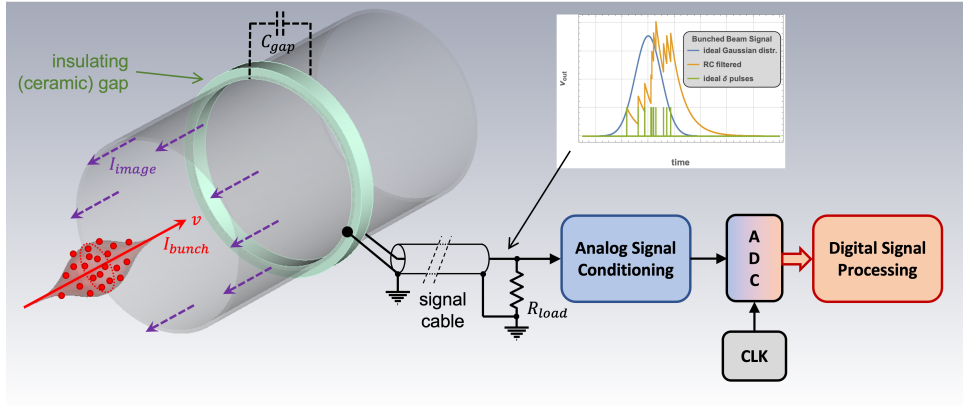 C_gap
insulating
(ceramic) gap
I_image
v
I_bunch
signal
cable
R_load
v_out
Bunched Beam Signal
ideal Gaussian distr.
RC filtered
ideal δ pulses
time
Analog Signal
Conditioning
A
D
C
Digital Signal
Processing
CLK